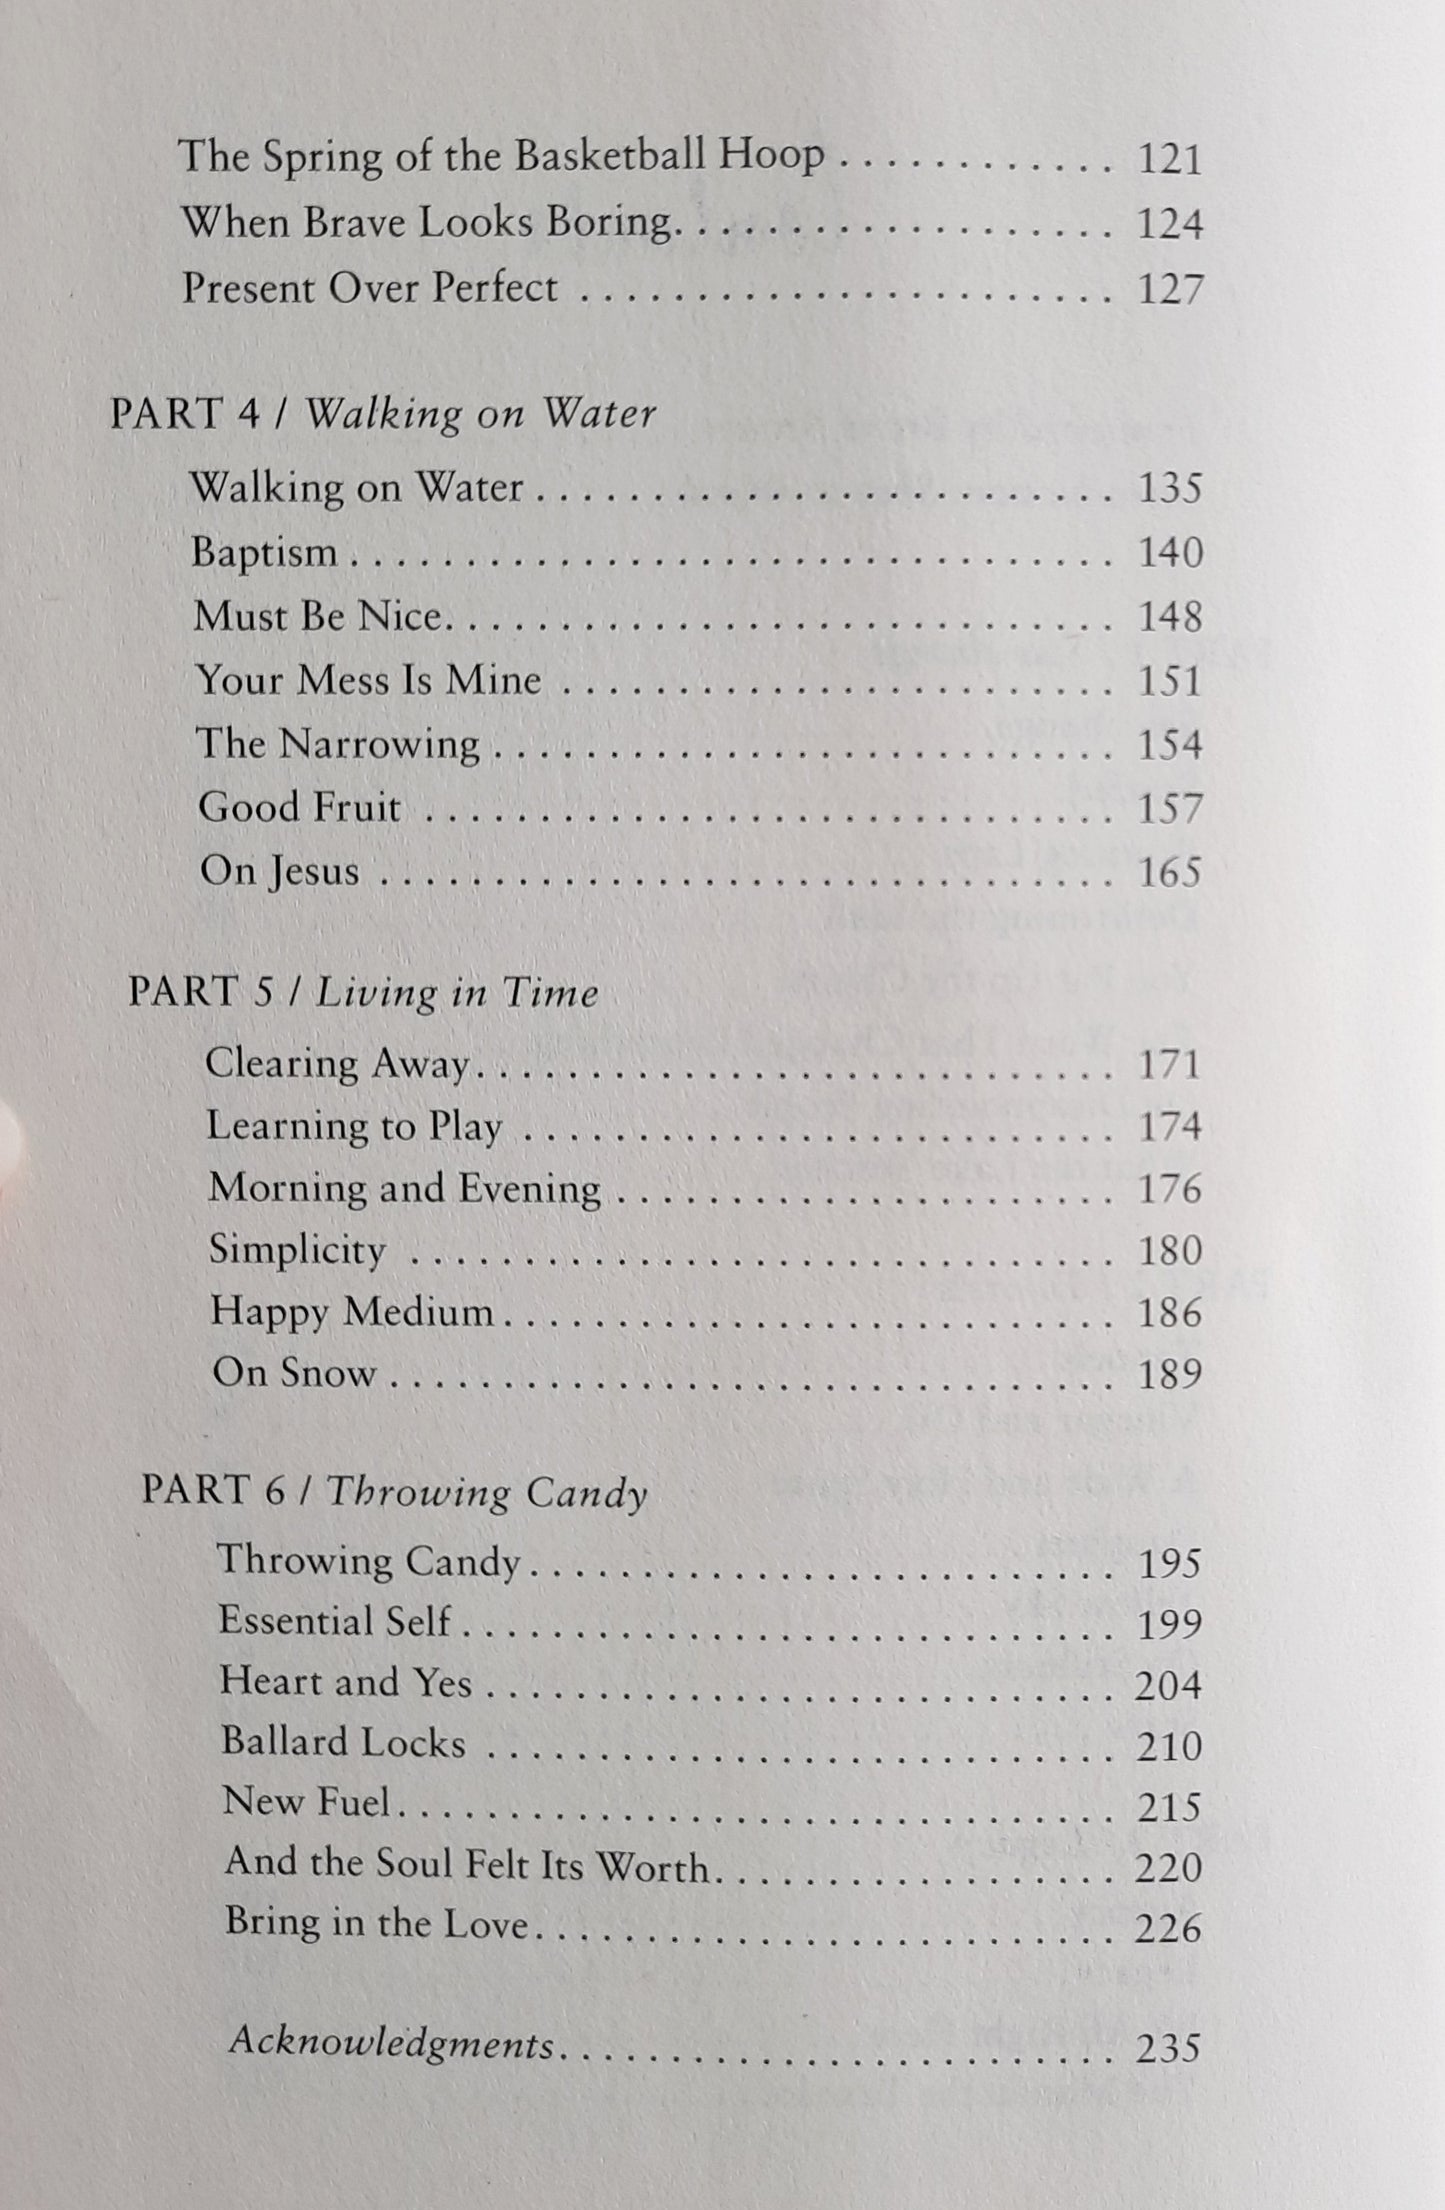 The Spring of the Basketball Hoop . . . . . . . . . . . . 121
When Brave Looks Boring. . . . . . . . . . . . . . . . . . . 124
Present Over Perfect . . . . . . . . . . . . . . . . . . . . . . . 127
PART 4 / Walking on Water
Walking on Water . . . . . . . . . . . . . . . . . . . . . . . . . 135
Baptism . . . . . . . . . . . . . . . . . . . . . . . . . . . . . . . . . 140
Must Be Nice. . . . . . . . . . . . . . . . . . . . . . . . . . . . . 148
Your Mess Is Mine . . . . . . . . . . . . . . . . . . . . . . . . 151
The Narrowing . . . . . . . . . . . . . . . . . . . . . . . . . . . 154
Good Fruit . . . . . . . . . . . . . . . . . . . . . . . . . . . . . . 157
On Jesus . . . . . . . . . . . . . . . . . . . . . . . . . . . . . . . . 165
PART 5 / Living in Time
Clearing Away. . . . . . . . . . . . . . . . . . . . . . . . . . . . 171
Learning to Play . . . . . . . . . . . . . . . . . . . . . . . . . . 174
Morning and Evening . . . . . . . . . . . . . . . . . . . . . . 176
Simplicity . . . . . . . . . . . . . . . . . . . . . . . . . . . . . . . 180
Happy Medium . . . . . . . . . . . . . . . . . . . . . . . . . . . 186
On Snow . . . . . . . . . . . . . . . . . . . . . . . . . . . . . . . . 189
PART 6 / Throwing Candy
Throwing Candy . . . . . . . . . . . . . . . . . . . . . . . . . . 195
Essential Self . . . . . . . . . . . . . . . . . . . . . . . . . . . . . 199
Heart and Yes . . . . . . . . . . . . . . . . . . . . . . . . . . . . 204
Ballard Locks . . . . . . . . . . . . . . . . . . . . . . . . . . . . 210
New Fuel. . . . . . . . . . . . . . . . . . . . . . . . . . . . . . . . 215
And the Soul Felt Its Worth. . . . . . . . . . . . . . . . . . 220
Bring in the Love. . . . . . . . . . . . . . . . . . . . . . . . . . 226
Acknowledgments. . . . . . . . . . . . . . . . . . . . . . . . . 235